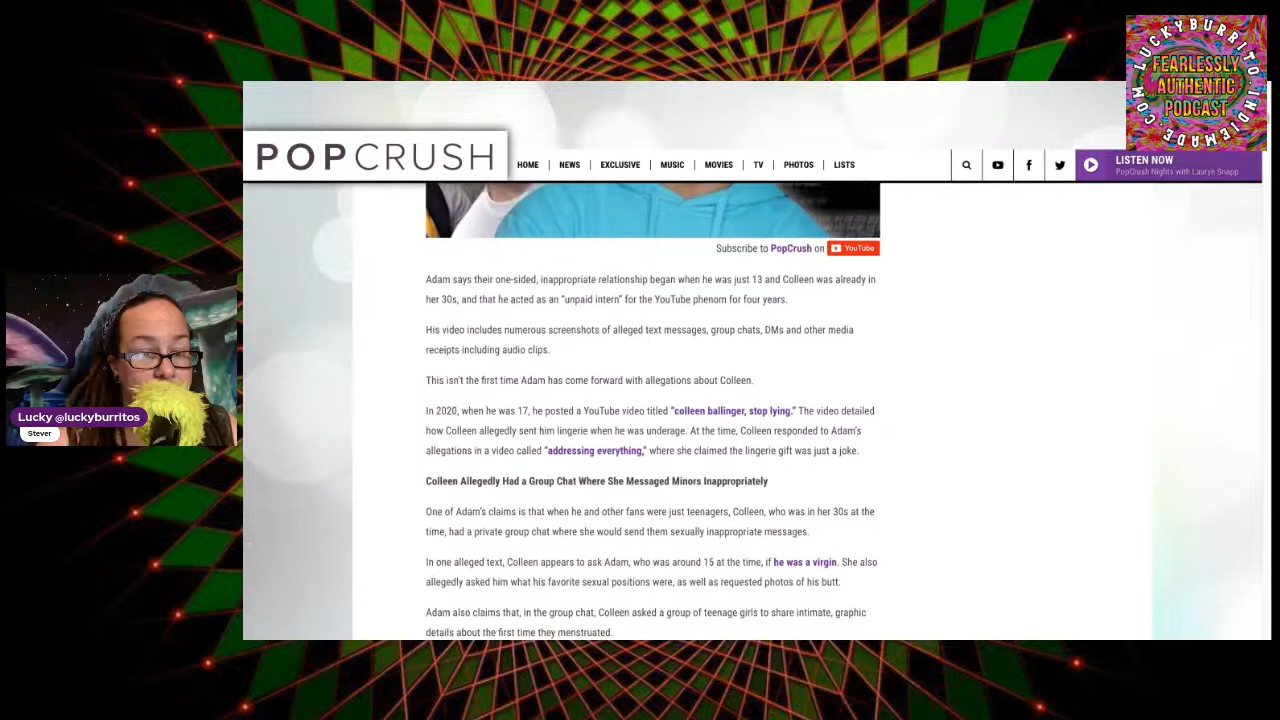 LUCKYBURRITO.INDIEMADE.COM
FEARLESSLY
AUTHENTIC
PODCAST
POPCRUSH
HOME
NEWS
EXCLUSIVE
MUSIC
MOVIES
TV
PHOTOS
LISTS
LISTEN NOW
PopCrush Nights with Lauryn Snapp
Subscribe to PopCrush on YouTube
Adam says their one-sided, inappropriate relationship began when he was just 13 and Colleen was already in
her 30s, and that he acted as an “unpaid intern” for the YouTube phenom for four years.
His video includes numerous screenshots of alleged text messages, group chats, DMs and other media
receipts including audio clips.
This isn't the first time Adam has come forward with allegations about Colleen.
In 2020, when he was 17, he posted a YouTube video titled “colleen ballinger, stop lying.” The video detailed
how Colleen allegedly sent him lingerie when he was underage. At the time, Colleen responded to Adam's
allegations in a video called “addressing everything,” where she claimed the lingerie gift was just a joke.
Colleen Allegedly Had a Group Chat Where She Messaged Minors Inappropriately
One of Adam's claims is that when he and other fans were just teenagers, Colleen, who was in her 30s at the
time, had a private group chat where she would send them sexually inappropriate messages.
In one alleged text, Colleen appears to ask Adam, who was around 15 at the time, if he was a virgin. She also
allegedly asked him what his favorite sexual positions were, as well as requested photos of his butt.
Adam also claims that, in the group chat, Colleen asked a group of teenage girls to share intimate, graphic
details about the first time they menstruated.
Lucky @luckyburritos
Stever